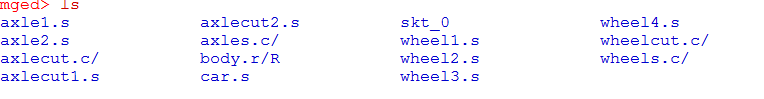 mged> ls
axle1.s axlecut2.s skt_0 wheel4.s
axle2.s axles.c/ wheel1.s wheelcut.c/
axlecut.c/ body.r/R wheel2.s wheels.c/
axlecut1.s car.s wheel3.s